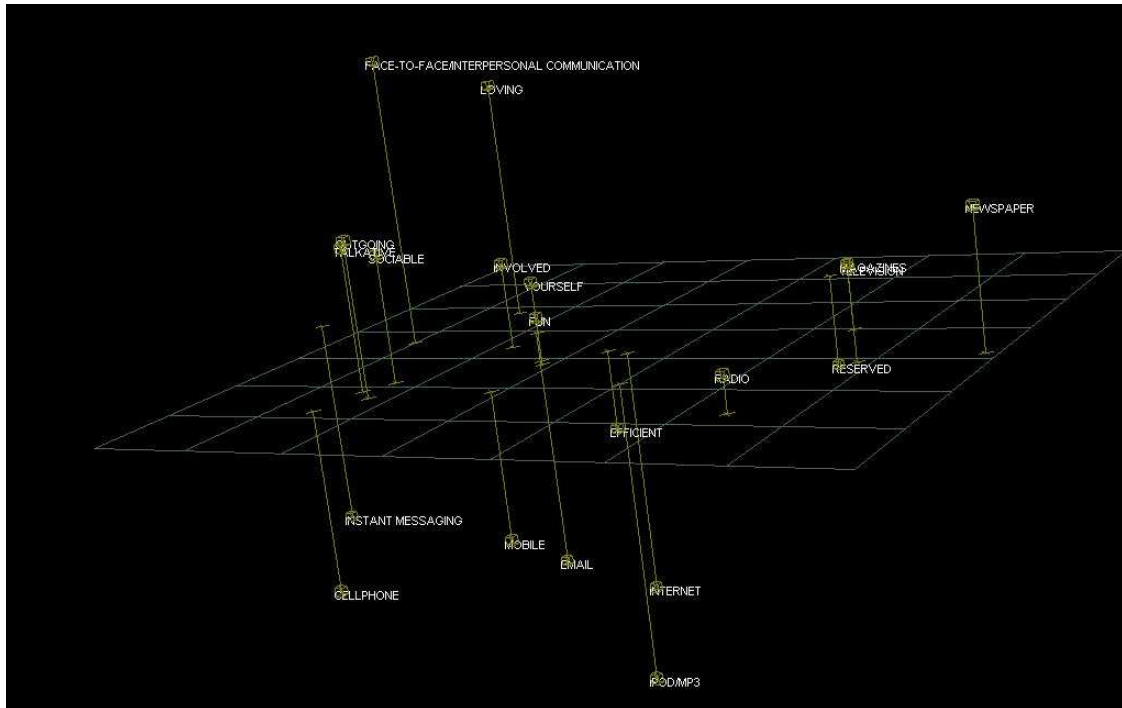 FACE-TO-FACE/INTERPERSONAL COMMUNICATION
LOVING
NEWSPAPER
OUTGOING
TALKATIVE
SOCIABLE
INVOLVED
MAGAZINES
TELEVISION
YOURSELF
FUN
RESERVED
RADIO
EFFICIENT
INSTANT MESSAGING
MOBILE
EMAIL
CELLPHONE
INTERNET
IPOD/MP3